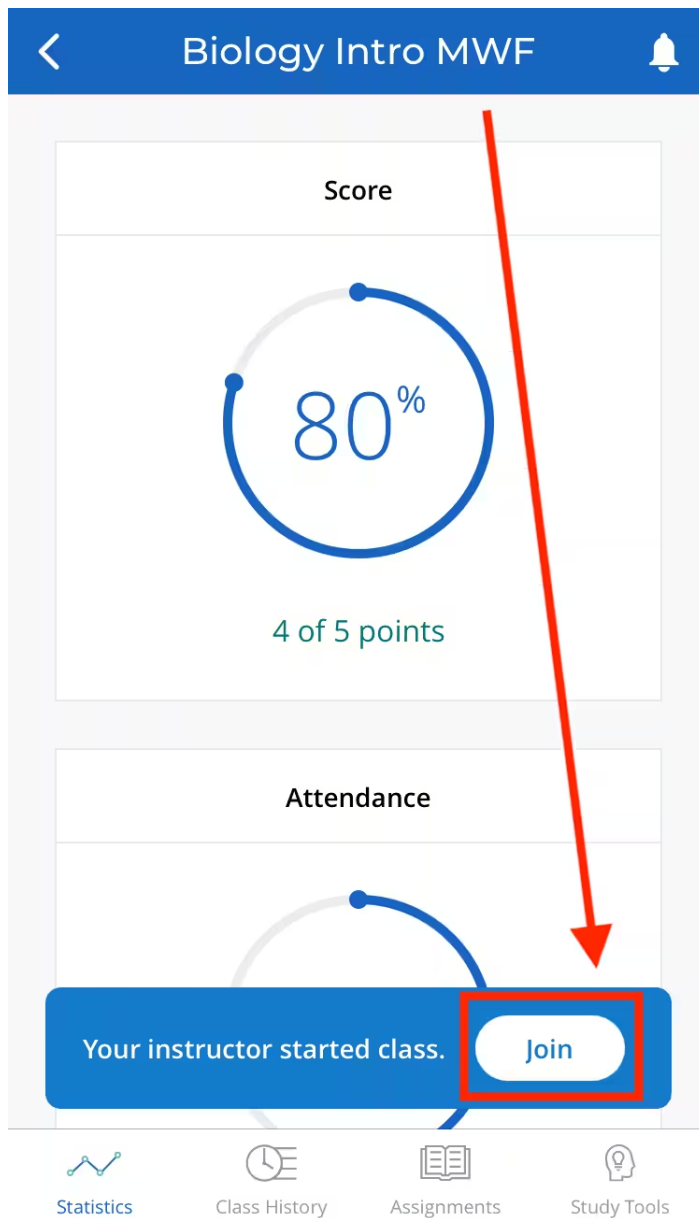 Biology Intro MWF
Score
80%
4 of 5 points
Attendance
Your instructor started class.
Join
Statistics
Class History
Assignments
Study Tools